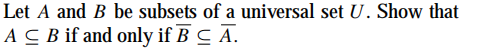 Let A and B be subsets of a universal set U. Show that
A ⊆ B if and only if B̅ ⊆ A̅.